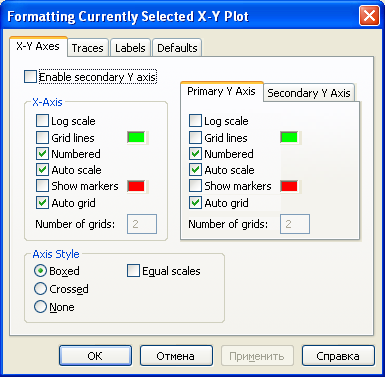 Formatting Currently Selected X-Y Plot
X-Y Axes Traces Labels Defaults
Enable secondary Y axis
X-Axis
Log scale
Grid lines
Numbered
Auto scale
Show markers
Auto grid
Number of grids: 2
Primary Y Axis Secondary Y Axis
Log scale
Grid lines
Numbered
Auto scale
Show markers
Auto grid
Number of grids: 2
Axis Style
Boxed
Crossed
None
Equal scales
OK Отмена Применить Справка